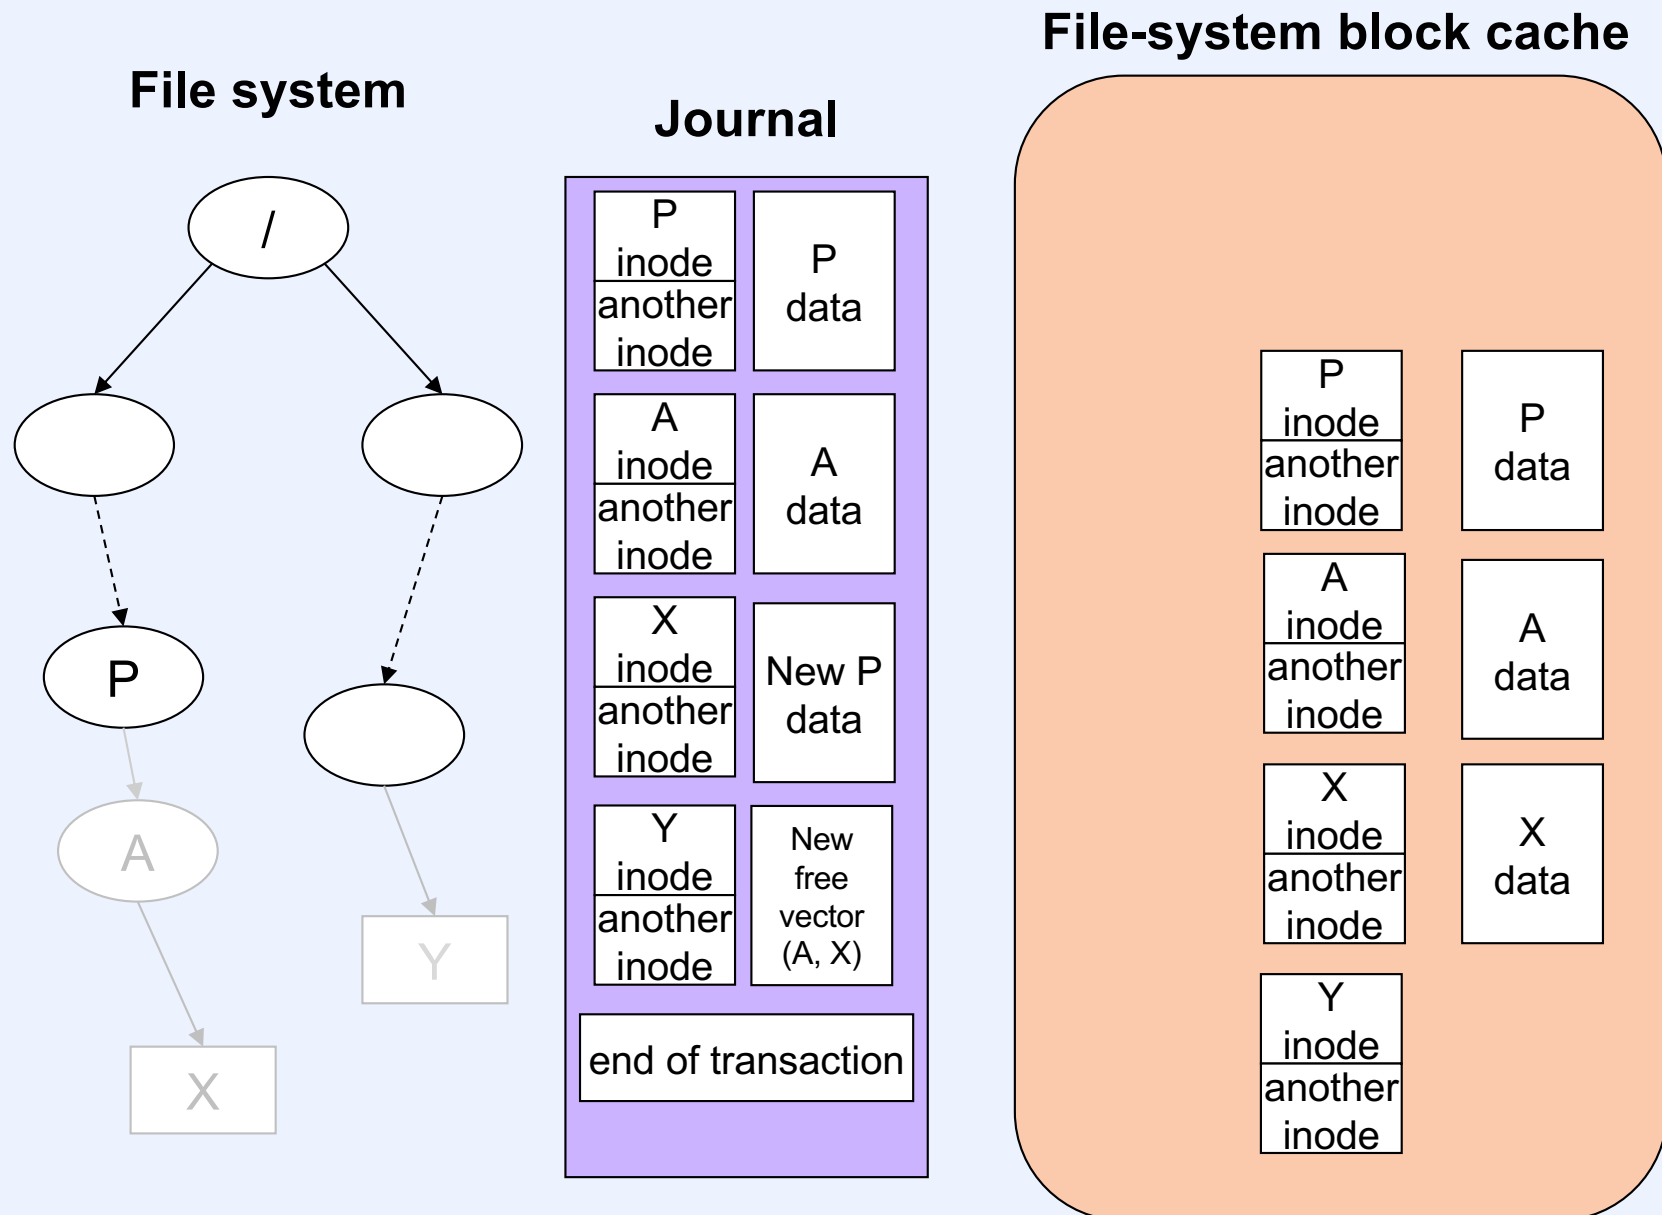 File system
/
P
A
X
Y
Journal
P
inode
another
inode
P
data
A
inode
another
inode
A
data
X
inode
another
inode
New P
data
Y
inode
another
inode
New
free
vector
(A, X)
end of transaction
File-system block cache
P
inode
another
inode
P
data
A
inode
another
inode
A
data
X
inode
another
inode
X
data
Y
inode
another
inode